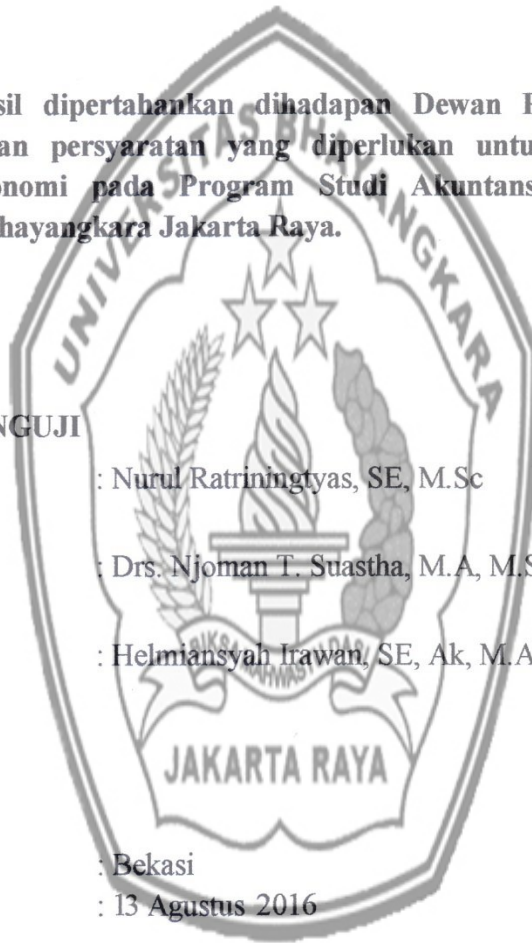 sil dipertahankan dihadapan Dewan
an persyaratan yang diperlukan untu
onomi pada Program Studi Akuntans
hayangkara Jakarta Raya.
UNIVERSITAS BHAYANGKARA
NGUJI
: Nurul Ratriningtyas, SE, M.Sc
: Drs. Njoman T. Suastha, M.A, M.S
: Helmiansyah Irawan, SE, Ak, M.A
JAKARTA RAYA
: Bekasi
: 13 Agustus 2016